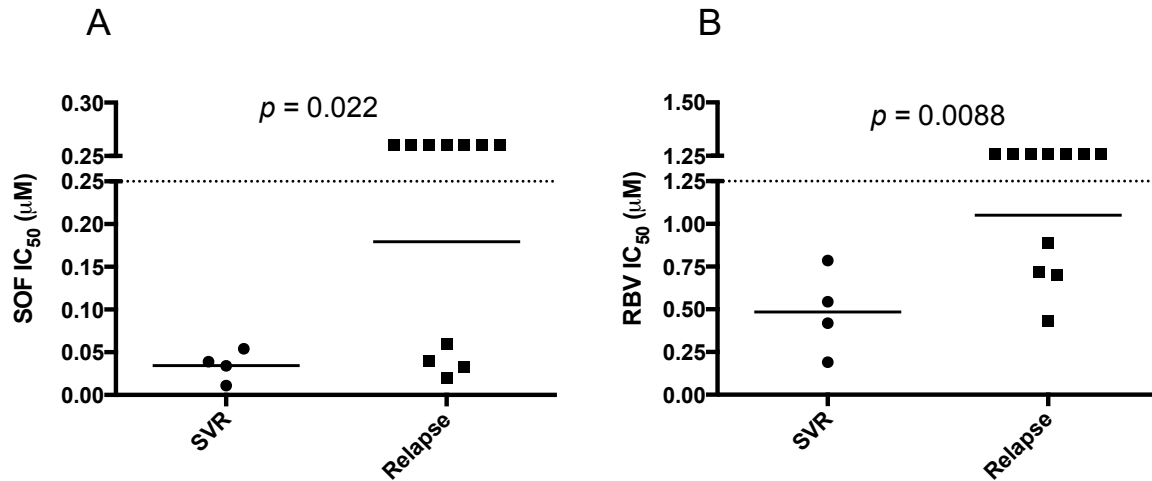 A
SOF IC50 (μM)
0.30
0.25
0.25
0.20
0.15
0.10
0.05
0.00
p = 0.022
SVR
Relapse
B
RBV IC50 (μM)
1.50
1.25
1.25
1.00
0.75
0.50
0.25
0.00
p = 0.0088
SVR
Relapse